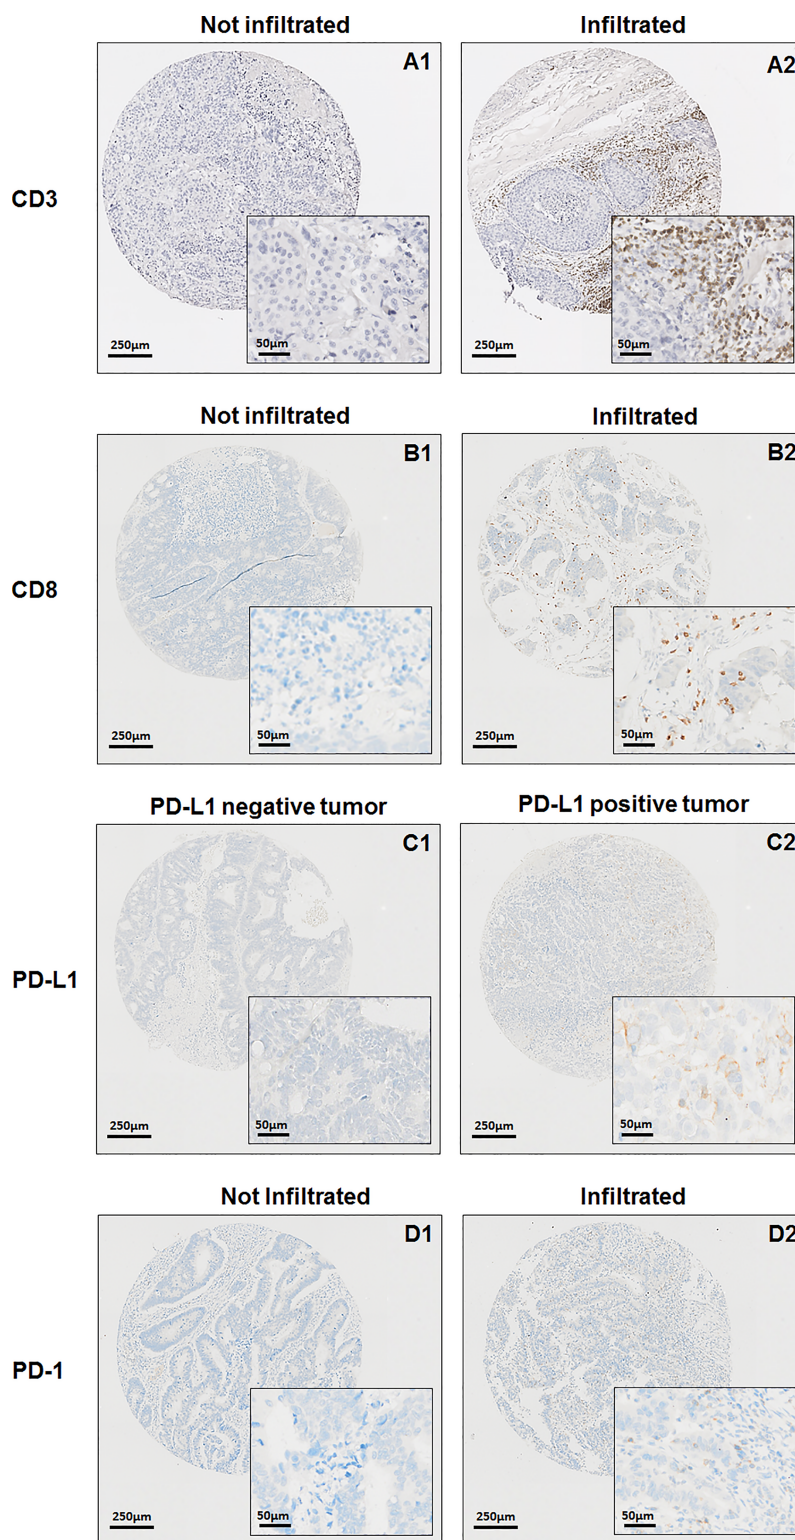 Not infiltrated
Infiltrated
A1
A2
CD3
250µm
50µm
250µm
50µm
Not infiltrated
Infiltrated
B1
B2
CD8
250µm
50µm
250µm
50µm
PD-L1 negative tumor
PD-L1 positive tumor
C1
C2
PD-L1
250µm
50µm
250µm
50µm
Not Infiltrated
Infiltrated
D1
D2
PD-1
250µm
50µm
250µm
50µm